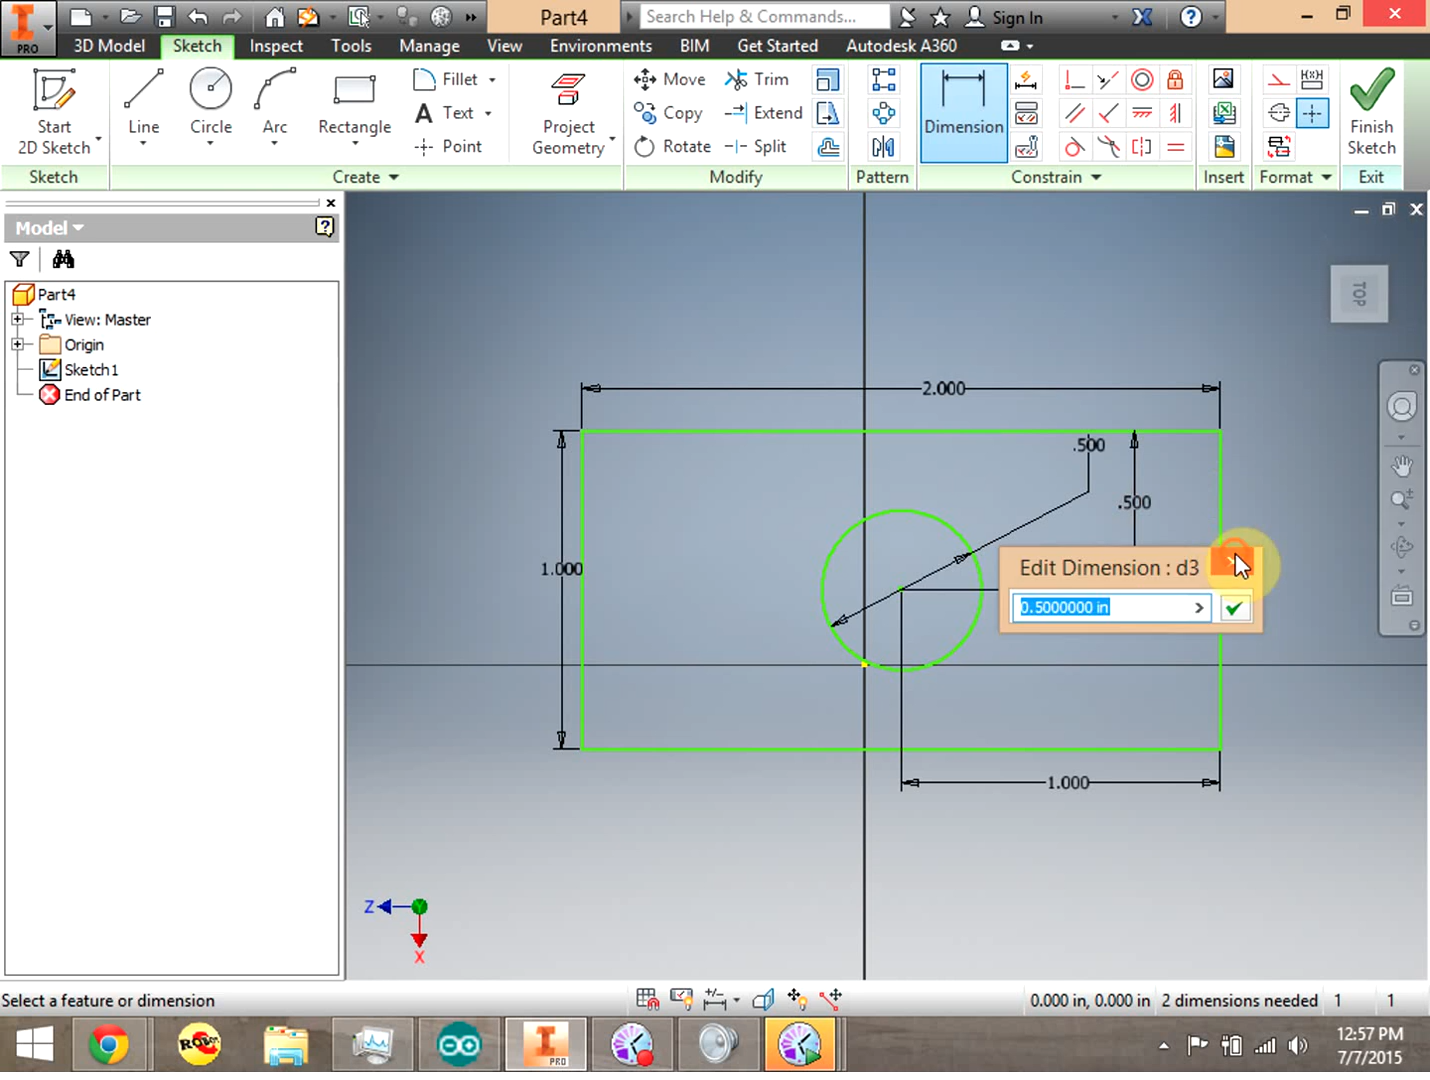 PRO
Part4
Search Help & Commands...
Sign In
3D Model
Sketch
Inspect
Tools
Manage
View
Environments
BIM
Get Started
Autodesk A360
Start
2D Sketch
Line
Circle
Arc
Rectangle
Fillet
Text
Point
Project
Geometry
Move
Copy
Rotate
Trim
Extend
Split
Dimension
Finish
Sketch
Sketch
Create
Modify
Pattern
Constrain
Insert
Format
Exit
Model
Part4
View: Master
Origin
Sketch1
End of Part
TOP
2.000
.500
.500
1.000
Edit Dimension : d3
0.5000000 in
1.000
Z
X
Select a feature or dimension
0.000 in, 0.000 in
2 dimensions needed
1
1
PRO
12:57 PM
7/7/2015